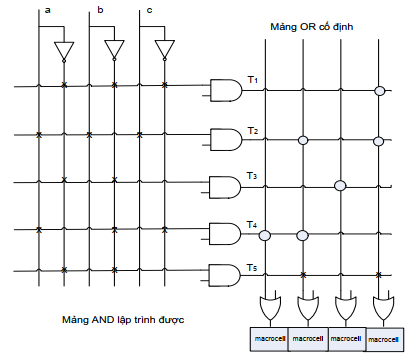 a b c
Mảng OR cố định
T1
T2
T3
T4
T5
Mảng AND lập trình được
macrocell macrocell macrocell macrocell